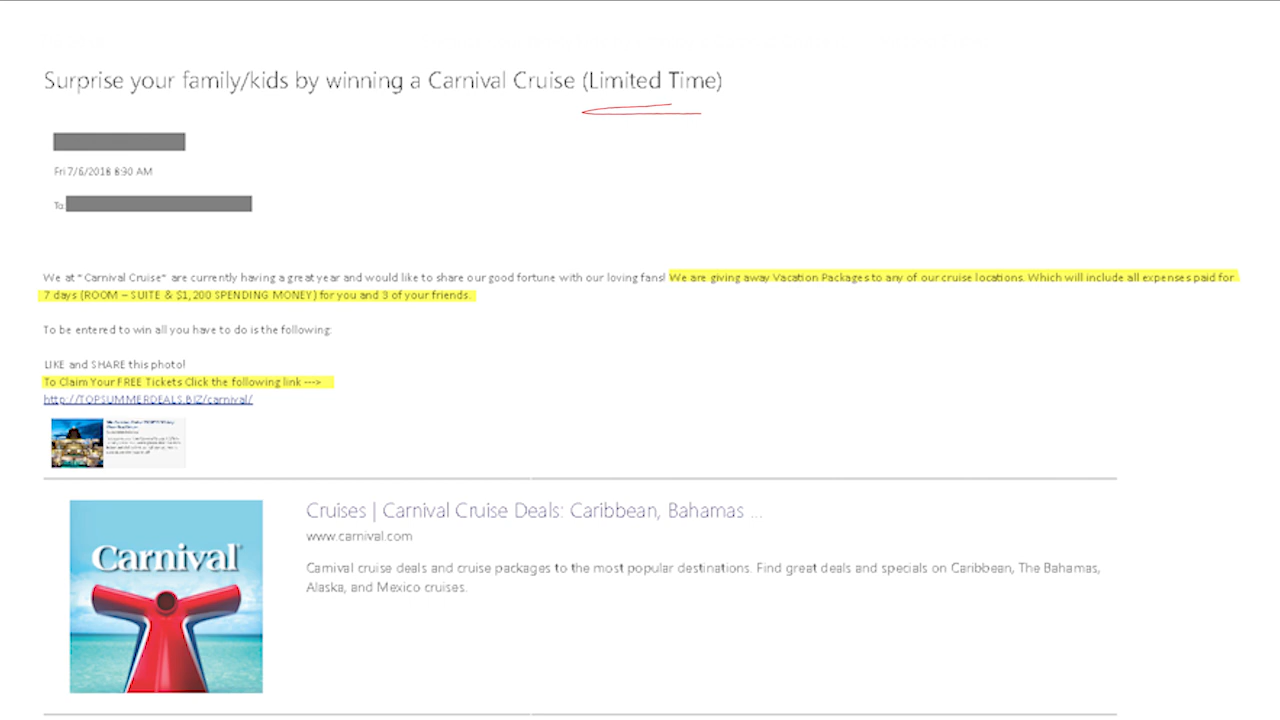 Surprise your family/kids by winning a Carnival Cruise (Limited Time)
Fri 7/6/2018 8:30 AM
To:
We at "Carnival Cruise" are currently having a great year and would like to share our good fortune with our loving fans! We are giving away Vacation Packages to any of our cruise locations. Which will include all expenses paid for
7 days (ROOM – SUITE & $1,200 SPENDING MONEY) for you and 3 of your friends.
To be entered to win all you have to do is the following:
LIKE and SHARE this photo!
To Claim Your FREE Tickets Click the following link --->
http://TOPSUMMERDEALS.BIZ/carnival/
Carnival
Cruises | Carnival Cruise Deals: Caribbean, Bahamas ...
www.carnival.com
Carnival cruise deals and cruise packages to the most popular destinations. Find great deals and specials on Caribbean, The Bahamas,
Alaska, and Mexico cruises.